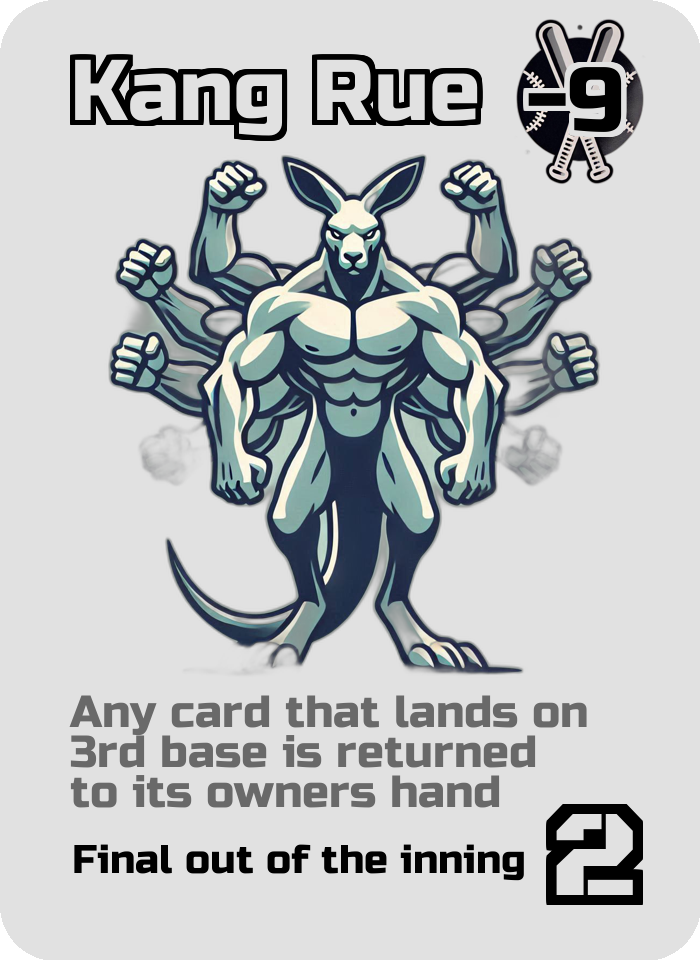 Kang Rue
-9
Any card that lands on
3rd base is returned
to its owners hand
Final out of the inning
2